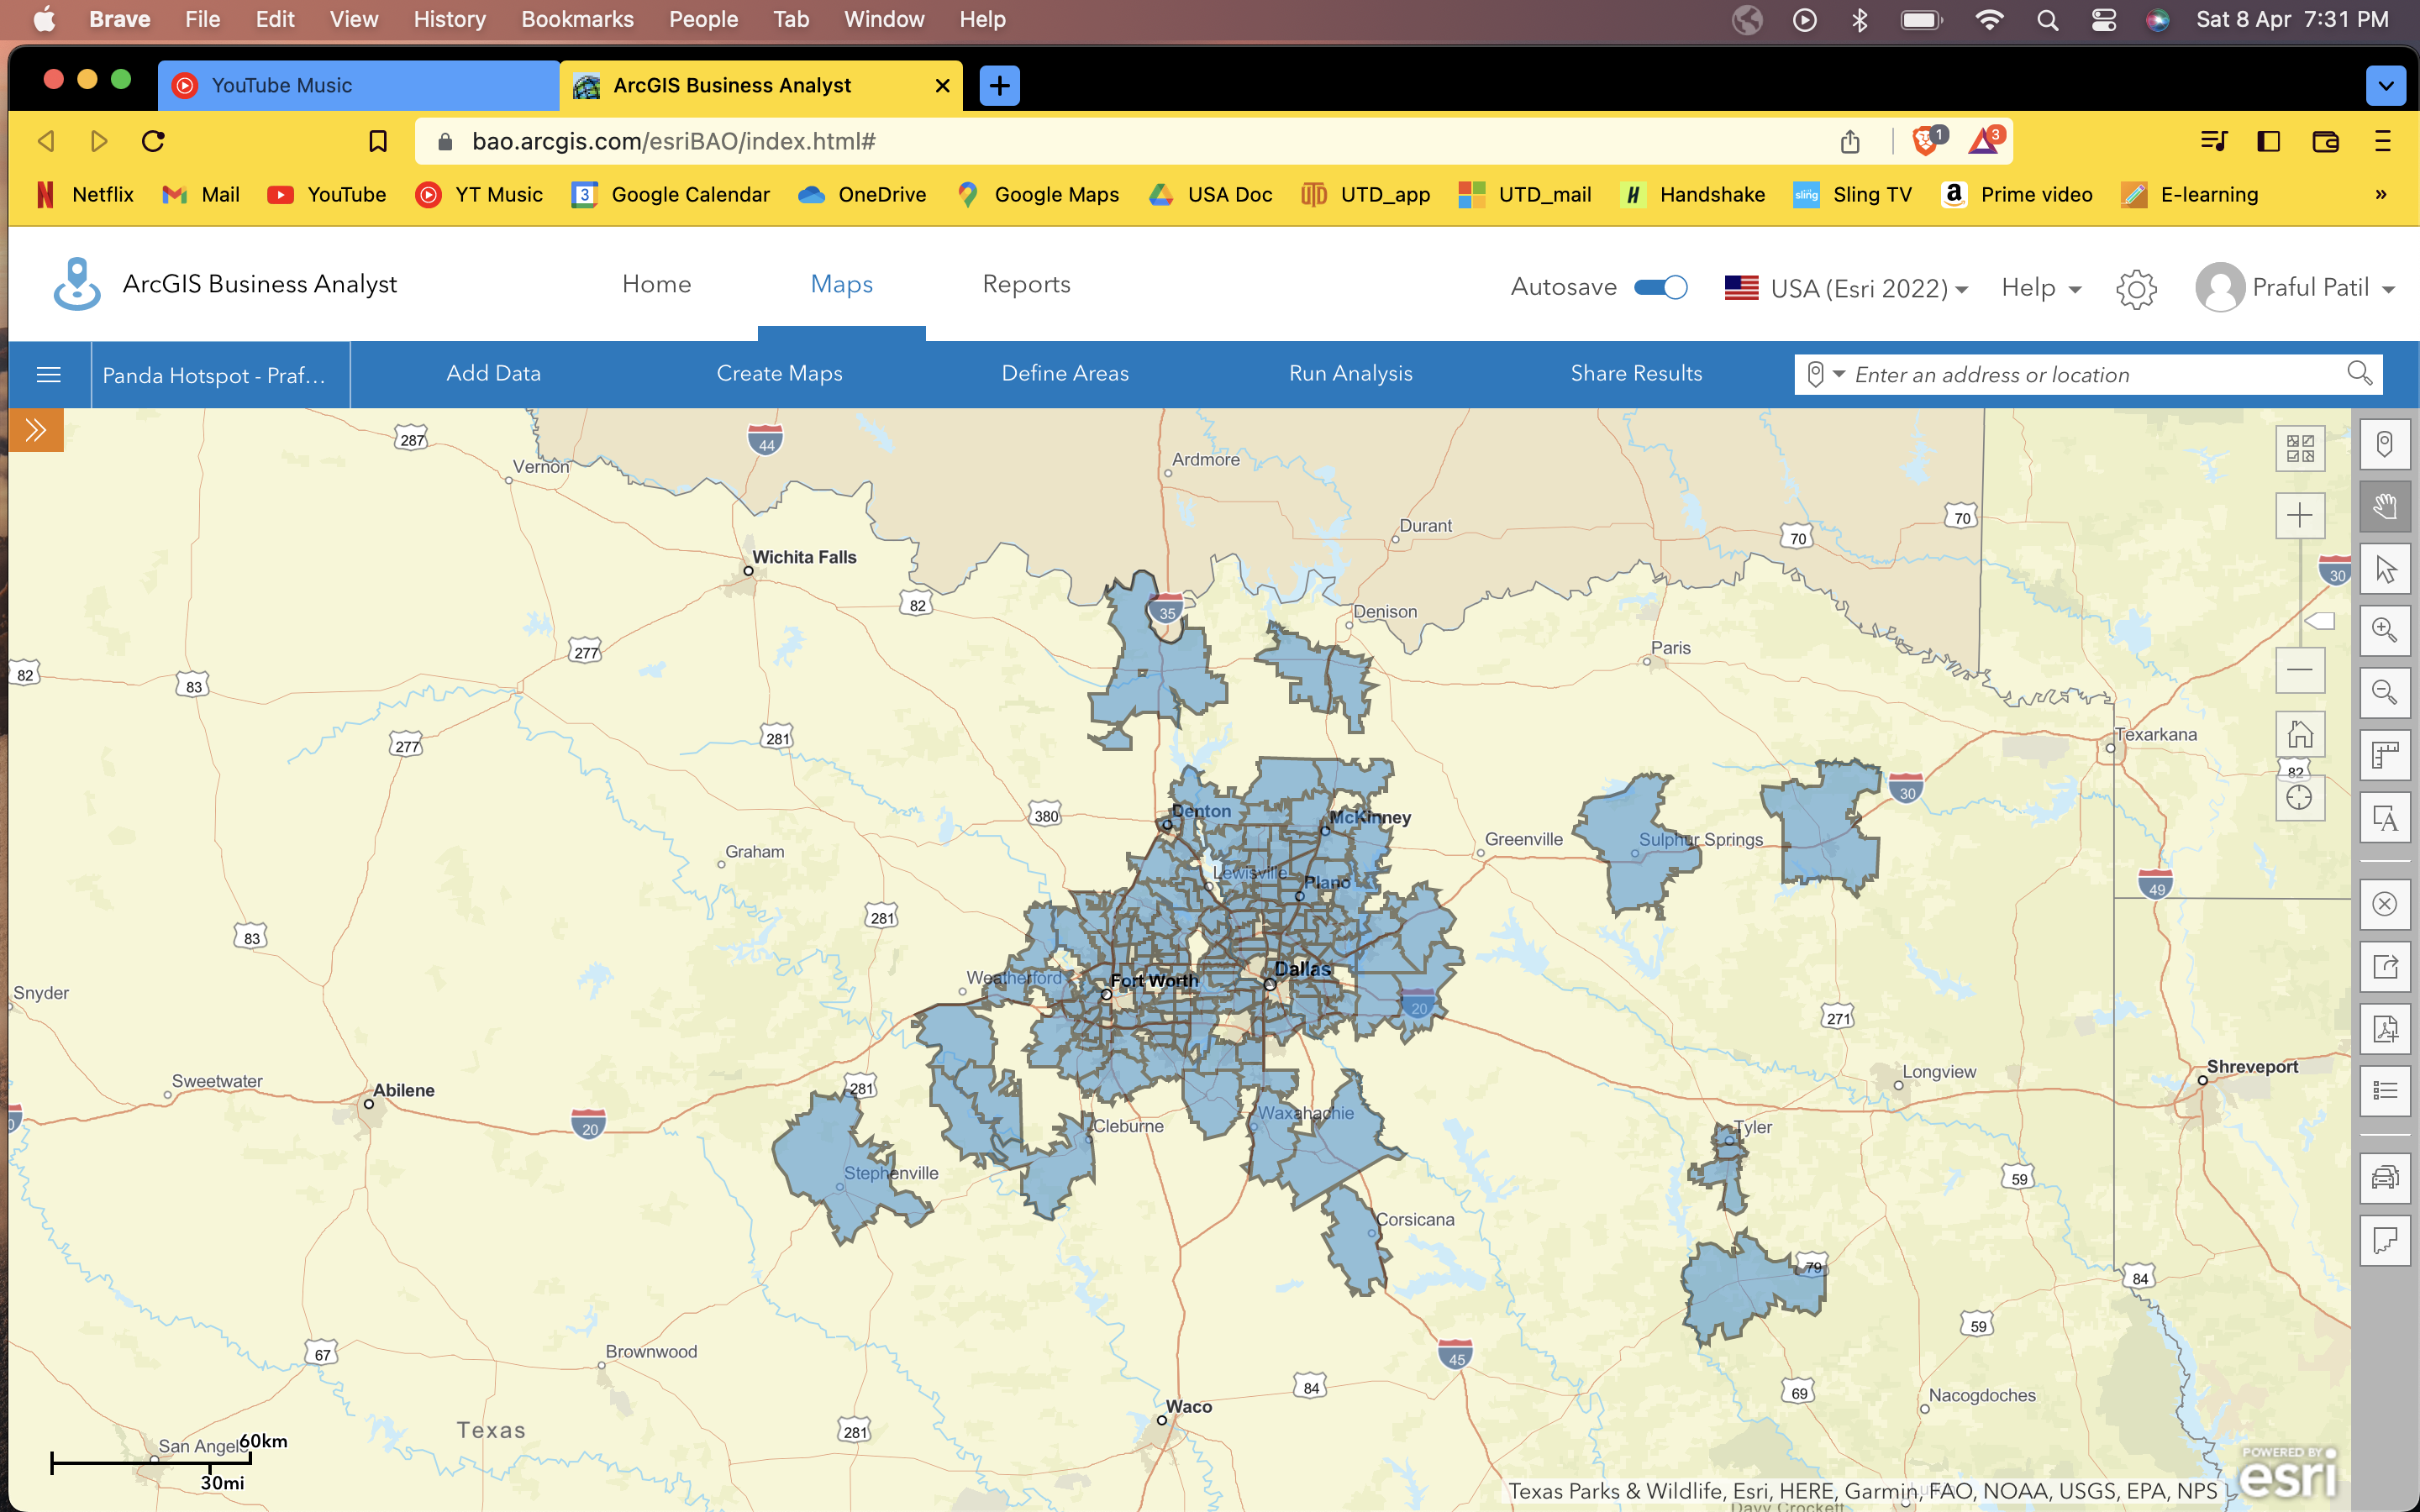 Brave File Edit View History Bookmarks People Tab Window Help Sat 8 Apr 7:31 PM
YouTube Music ArcGIS Business Analyst
bao.arcgis.com/esriBAO/index.html# 1 3
Netflix Mail YouTube YT Music 3 Google Calendar OneDrive Google Maps USA Doc UTD_app UTD_mail H Handshake sling Sling TV a Prime video E-learning »
ArcGIS Business Analyst Home Maps Reports Autosave USA (Esri 2022) Help Praful Patil
Panda Hotspot - Praf... Add Data Create Maps Define Areas Run Analysis Share Results Enter an address or location
287 44
Vernon Ardmore
Durant 70 70
Wichita Falls 30
82 35 Denison
277 Paris
82 83
277 281 Texarkana
82
30
Denton McKinney
380 Greenville Sulphur Springs
Graham
Lewisville Plano
49
281
83
Weatherford Fort Worth Dallas
Snyder 20
271
Longview Shreveport
Sweetwater Abilene 281
20 Waxahachie
Cleburne Tyler
Stephenville 59
Corsicana
79
84
67 59
Brownwood 45
84 69 Nacogdoches
Waco
Texas 281
San Angel
60km
30mi
POWERED BY
esri
Texas Parks & Wildlife, Esri, HERE, Garmin, FAO, NOAA, USGS, EPA, NPS
Davy Crockett